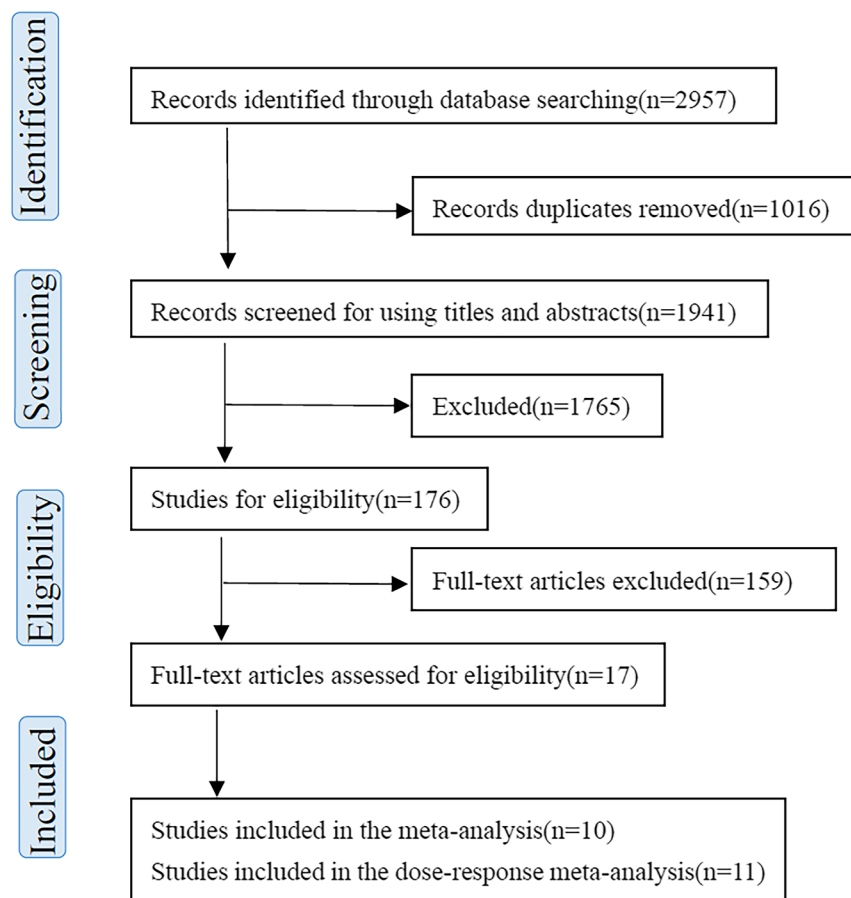 Identification
Records identified through database searching(n=2957)
Records duplicates removed(n=1016)
Screening
Records screened for using titles and abstracts(n=1941)
Excluded(n=1765)
Eligibility
Studies for eligibility(n=176)
Full-text articles excluded(n=159)
Full-text articles assessed for eligibility(n=17)
Included
Studies included in the meta-analysis(n=10)
Studies included in the dose-response meta-analysis(n=11)